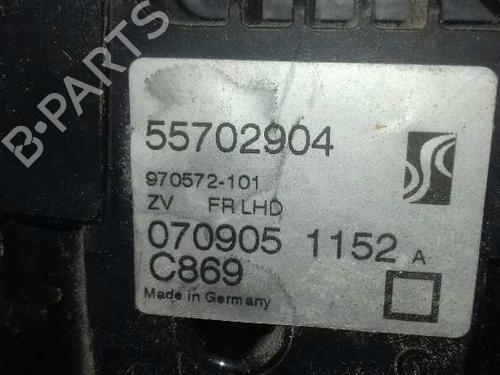 B-PARTS
55702904
970572-101
ZV FR LHD
070905 1152 A
C869
Made in Germany